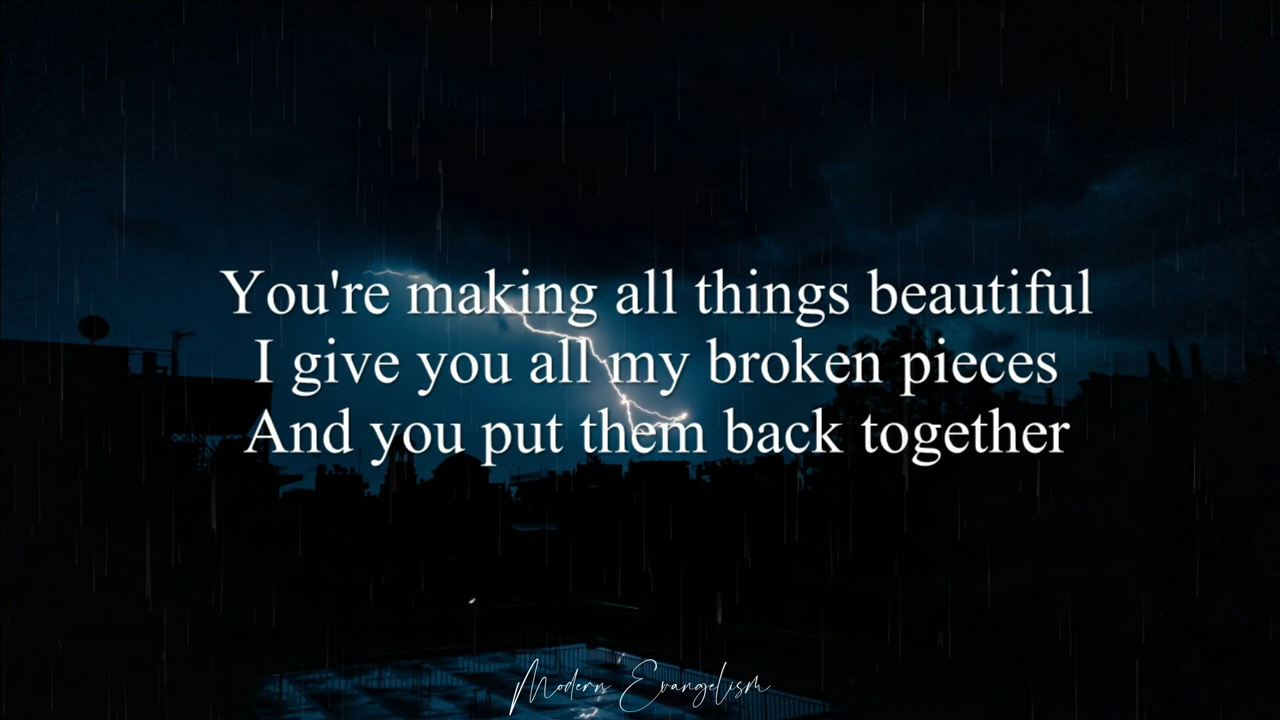 You're making all things beautiful
I give you all my broken pieces
And you put them back together
Modern Evangelism